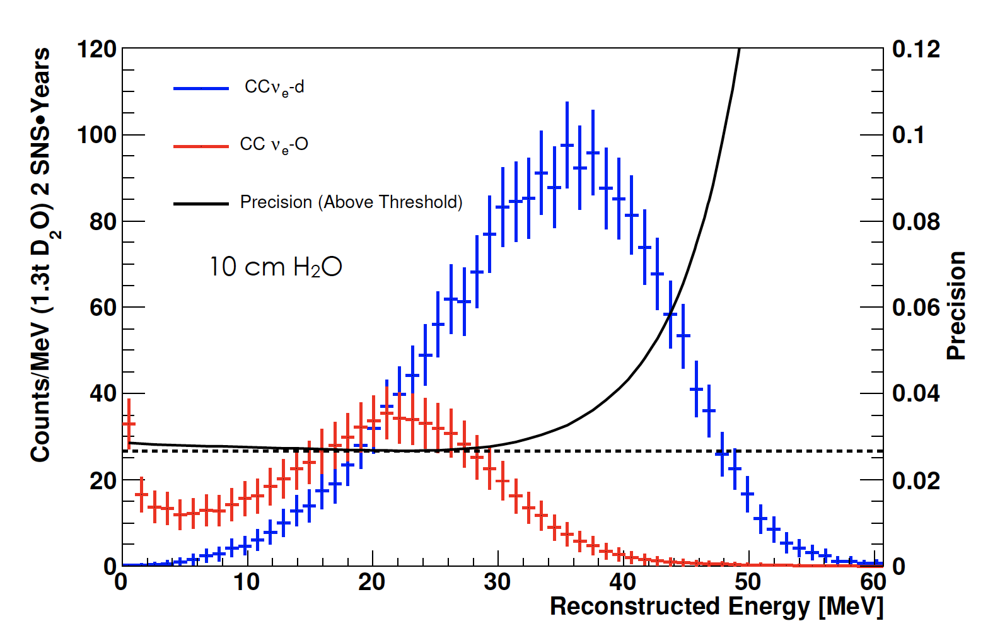 Counts/MeV (1.3t D2O) 2 SNS•Years
120
100
80
60
40
20
0
CCνe-d
CC νe-O
Precision (Above Threshold)
10 cm H2O
0.12
0.1
0.08
0.06
0.04
0.02
0
Precision
0 10 20 30 40 50 60
Reconstructed Energy [MeV]